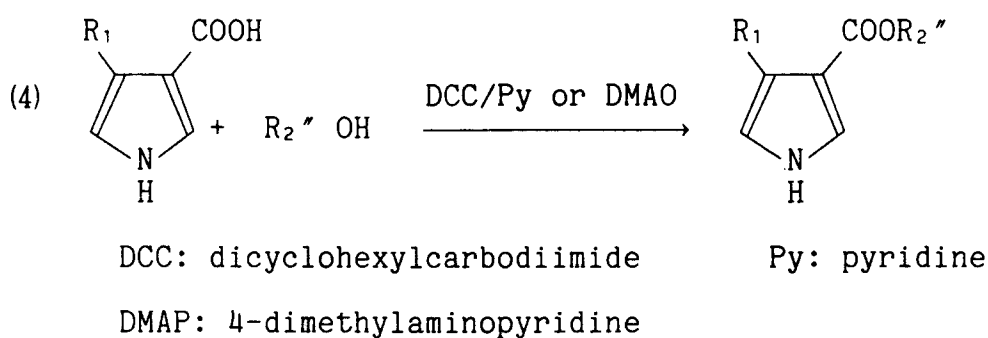 R₁ COOH R₁ COOR₂″
(4) DCC/Py or DMAO
+ R₂″ OH
N N
H H
DCC: dicyclohexylcarbodiimide Py: pyridine
DMAP: 4-dimethylaminopyridine